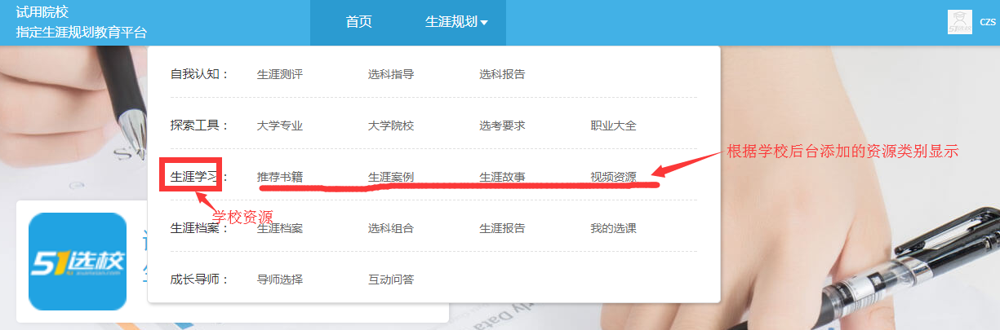 试用院校
指定生涯规划教育平台
首页
生涯规划
czs
自我认知： 生涯测评 选科指导 选科报告
探索工具： 大学专业 大学院校 选考要求 职业大全
生涯学习： 推荐书籍 生涯案例 生涯故事 视频资源
根据学校后台添加的资源类别显示
学校资源
生涯档案： 生涯档案 选科组合 生涯报告 我的选课
成长导师： 导师选择 互动问答
51选校